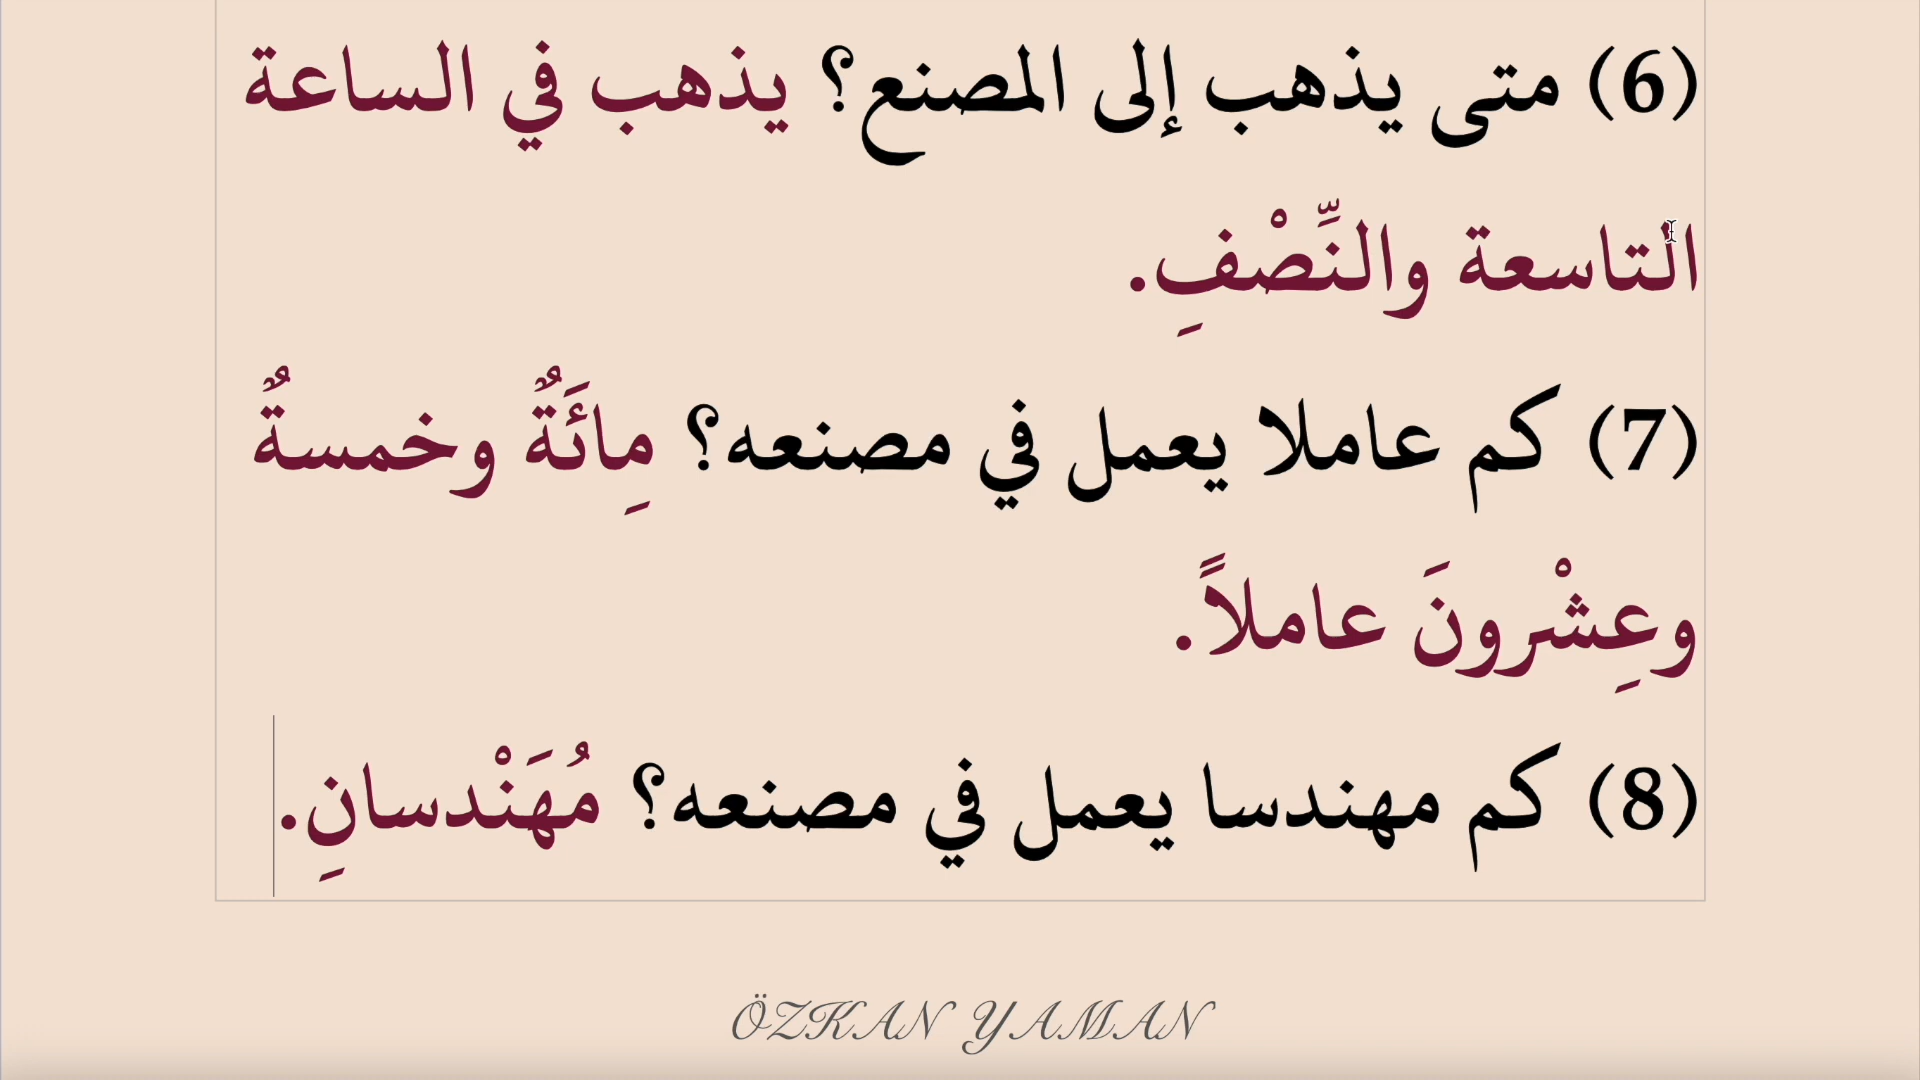 (6) متى يذهب إلى المصنع؟ يذهب في الساعة
التاسعة والنِّصْفِ.
(7) كم عاملا يعمل في مصنعه؟ مِائَةٌ وخمسةٌ
وعِشْرونَ عاملاً.
(8) كم مهندسا يعمل في مصنعه؟ مُهَنْدسانِ.
ÖZKAN YAMAN